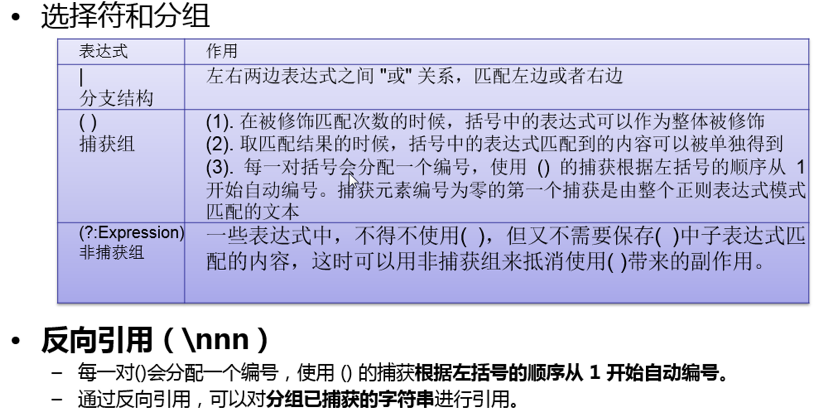 • 选择符和分组
表达式 作用
| 左右两边表达式之间 "或" 关系，匹配左边或者右边
分支结构
( ) (1). 在被修饰匹配次数的时候，括号中的表达式可以作为整体被修饰
捕获组 (2). 取匹配结果的时候，括号中的表达式匹配到的内容可以被单独得到
(3). 每一对括号会分配一个编号，使用 () 的捕获根据左括号的顺序从 1
开始自动编号。捕获元素编号为零的第一个捕获是由整个正则表达式模式
匹配的文本
(?:Expression) 一些表达式中，不得不使用( )，但又不需要保存( )中子表达式匹
非捕获组 配的内容，这时可以用非捕获组来抵消使用( )带来的副作用。
• 反向引用（\nnn）
– 每一对()会分配一个编号，使用 () 的捕获根据左括号的顺序从 1 开始自动编号。
– 通过反向引用，可以对分组已捕获的字符串进行引用。